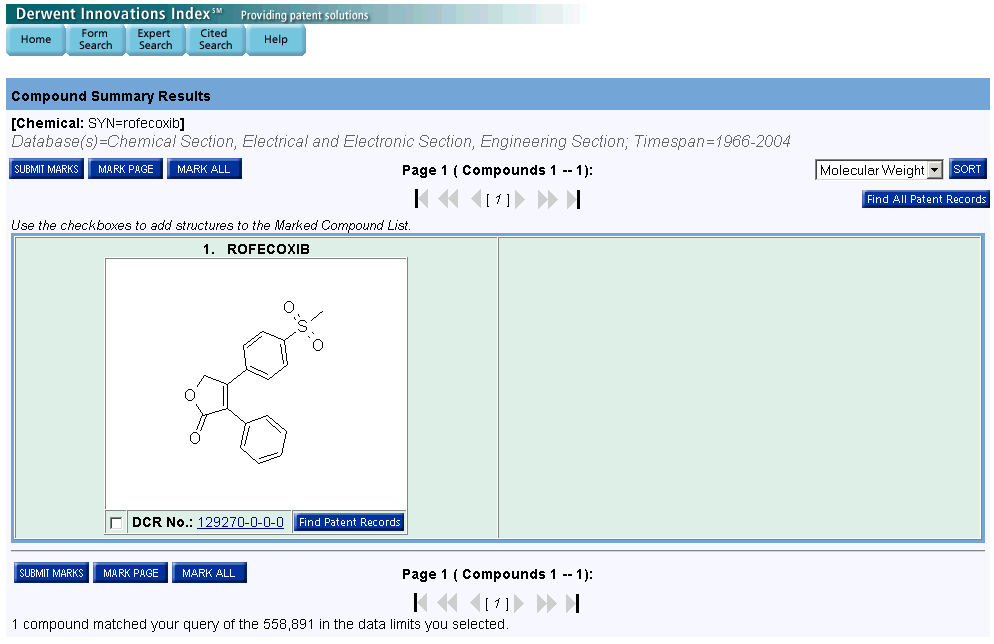 Derwent Innovations Index℠ Providing patent solutions
Home
Form Search
Expert Search
Cited Search
Help
Compound Summary Results
[Chemical: SYN=rofecoxib]
Database(s)=Chemical Section, Electrical and Electronic Section, Engineering Section; Timespan=1966-2004
SUBMIT MARKS MARK PAGE MARK ALL Page 1 ( Compounds 1 -- 1): Molecular Weight SORT
[ 1 ] Find All Patent Records
Use the checkboxes to add structures to the Marked Compound List.
1. ROFECOXIB
O
S
O
O
O
DCR No.: 129270-0-0-0 Find Patent Records
SUBMIT MARKS MARK PAGE MARK ALL Page 1 ( Compounds 1 -- 1):
[ 1 ]
1 compound matched your query of the 558,891 in the data limits you selected.